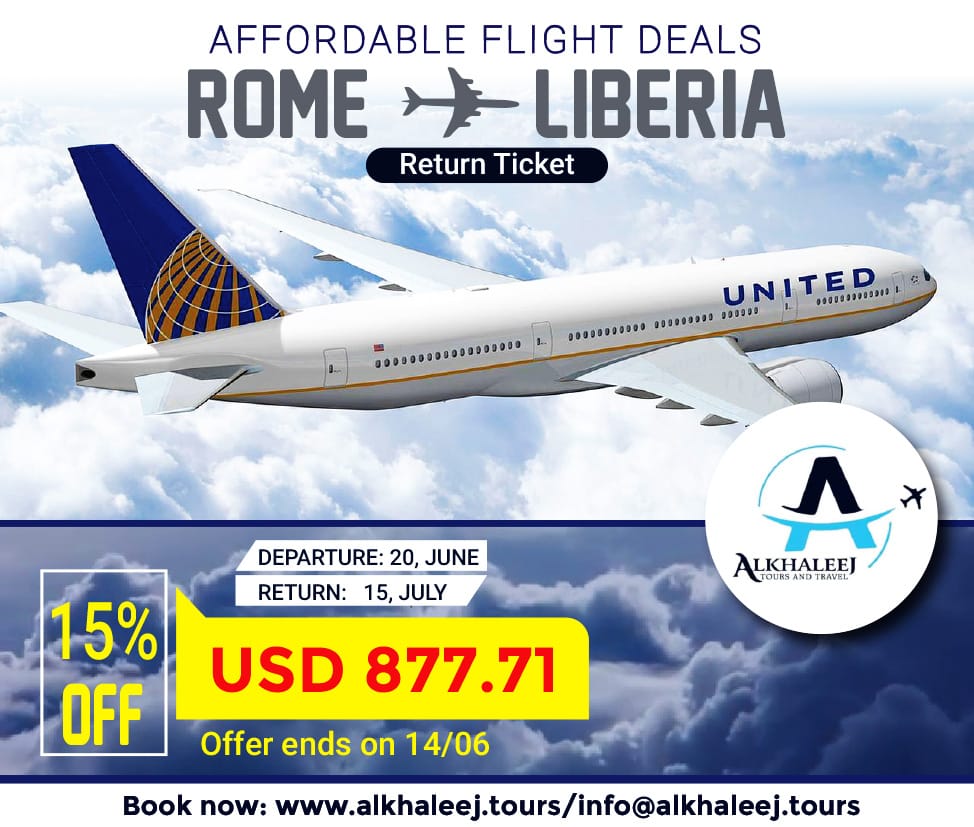 AFFORDABLE FLIGHT DEALS
ROME LIBERIA
Return Ticket
UNITED
ALKHALEEJ
TOURS AND TRAVEL
DEPARTURE: 20, JUNE
RETURN: 15, JULY
15%
OFF
USD 877.71
Offer ends on 14/06
Book now: www.alkhaleej.tours/info@alkhaleej.tours